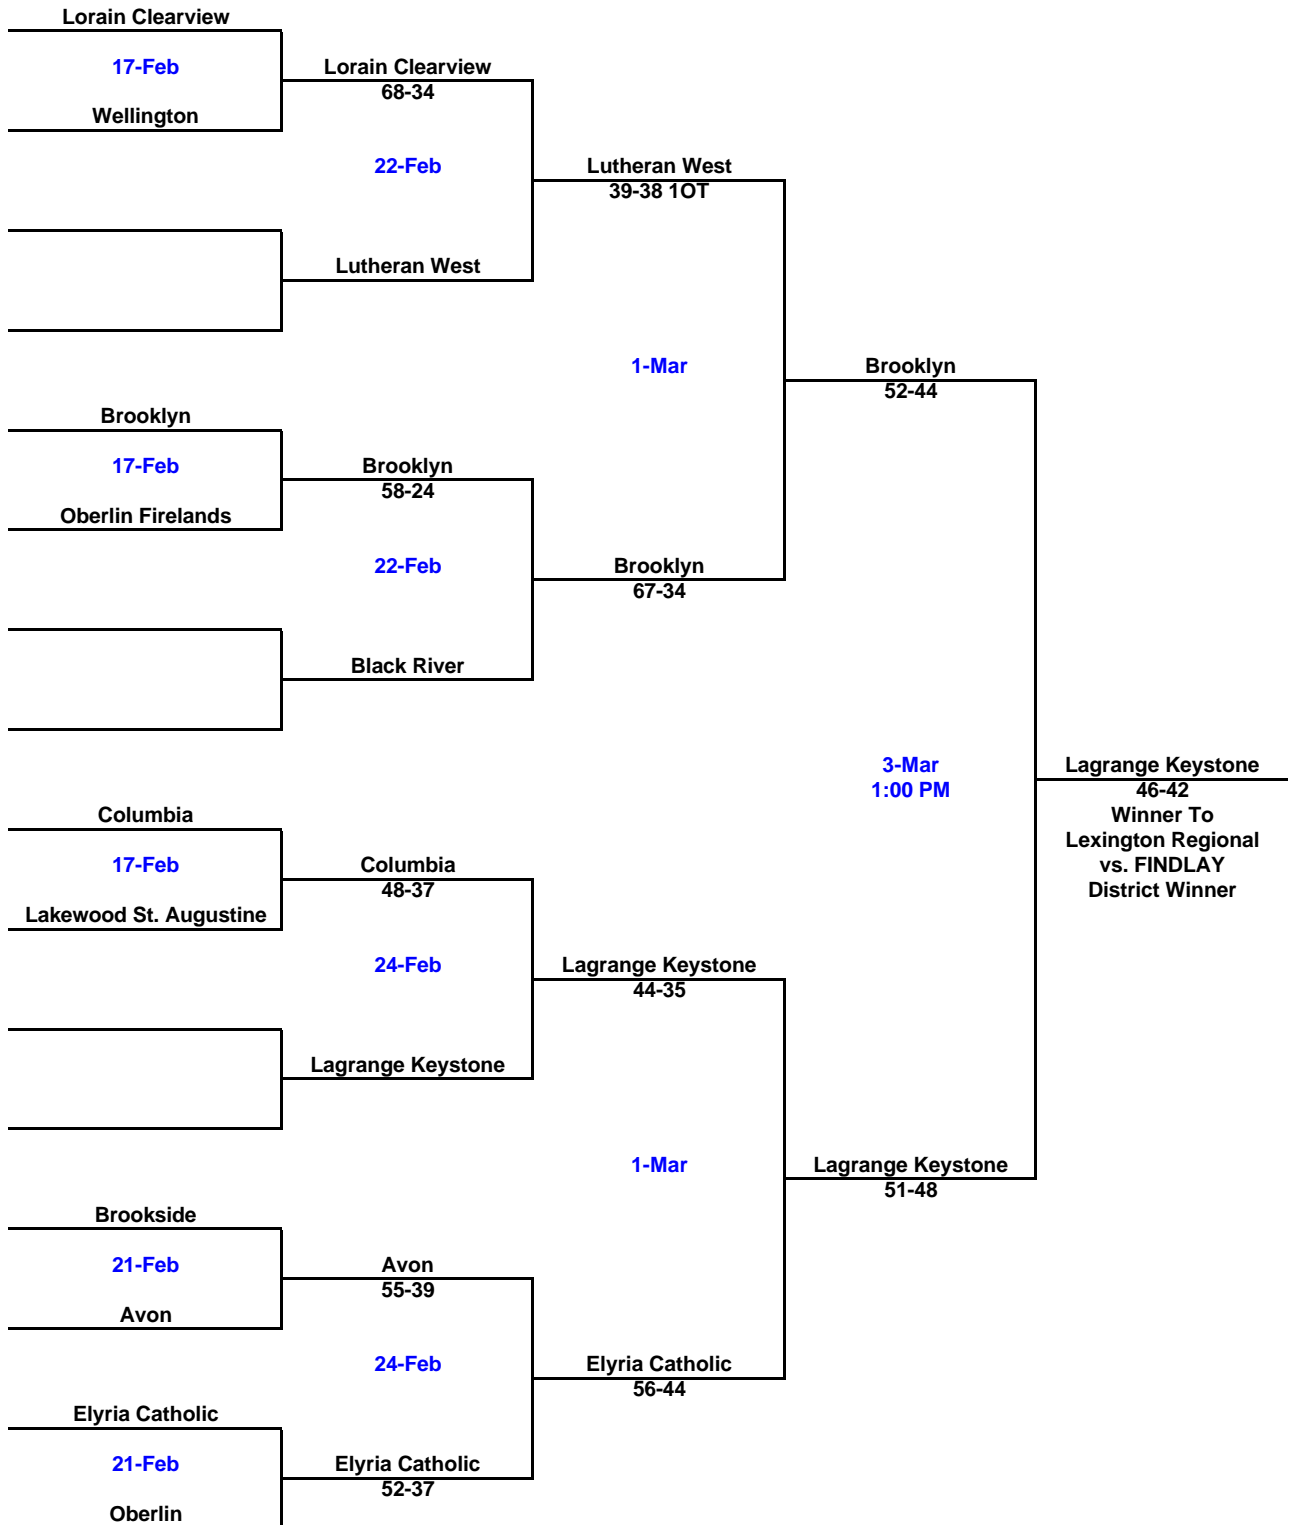 Lorain Clearview
17-Feb
Lorain Clearview
68-34
Wellington
22-Feb
Lutheran West
39-38 1OT
Lutheran West
1-Mar
Brooklyn
52-44
Brooklyn
17-Feb
Brooklyn
58-24
Oberlin Firelands
22-Feb
Brooklyn
67-34
Black River
3-Mar
1:00 PM
Lagrange Keystone
46-42
Winner To
Lexington Regional
vs. FINDLAY
District Winner
Columbia
17-Feb
Columbia
48-37
Lakewood St. Augustine
24-Feb
Lagrange Keystone
44-35
Lagrange Keystone
1-Mar
Lagrange Keystone
51-48
Brookside
21-Feb
Avon
55-39
Avon
24-Feb
Elyria Catholic
56-44
Elyria Catholic
21-Feb
Elyria Catholic
52-37
Oberlin